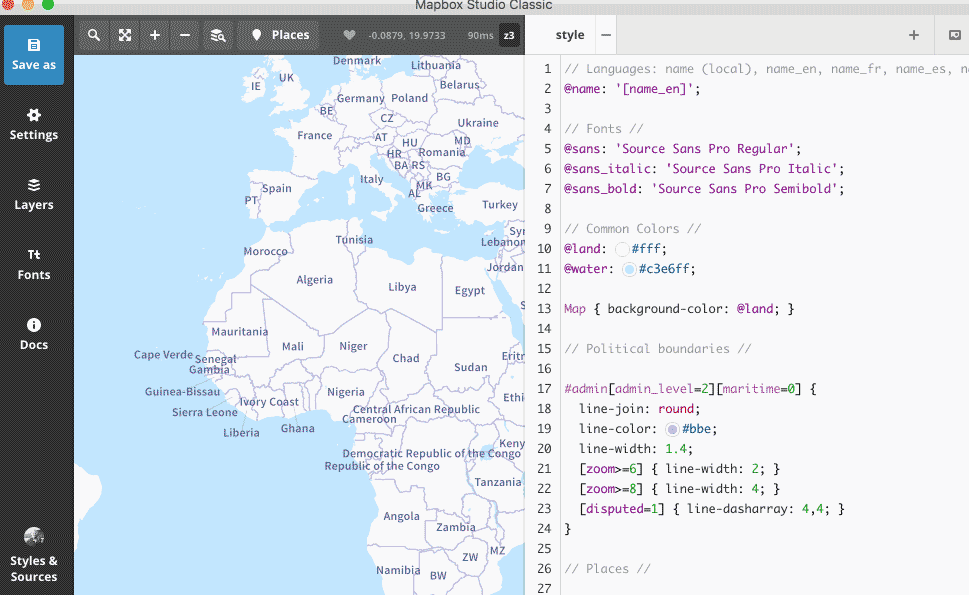 Mapbox Studio Classic
Save as
Settings
Layers
Fonts
Docs
Styles &
Sources
Places
-0.0879, 19.9733
90ms
z3
Denmark
Lithuania
UK
IE
Belarus
Germany
Poland
BE
CZ
Ukraine
France
AT
HU
MD
HR
Romania
BA
RS
Italy
BG
MK
AL
Spain
PT
Greece
Turkey
Tunisia
Syr
Lebanon
Morocco
Jordan
Algeria
Libya
Egypt
Mauritania
Mali
Niger
Chad
Cape Verde
Senegal
Gambia
Eritr
Sudan
Guinea-Bissau
Nigeria
Ivory Coast
Ethi
Sierra Leone
Central African Republic
Cameroon
Liberia
Ghana
Keny
Democratic Republic of the Congo
Republic of the Congo
Tanzania
Angola
Zambia
ZW
MZ
Namibia
BW
style
1 // Languages: name (local), name_en, name_fr, name_es, n
2 @name: '[name_en]';
3
4 // Fonts //
5 @sans: 'Source Sans Pro Regular';
6 @sans_italic: 'Source Sans Pro Italic';
7 @sans_bold: 'Source Sans Pro Semibold';
8
9 // Common Colors //
10 @land: #fff;
11 @water: #c3e6ff;
12
13 Map { background-color: @land; }
14
15 // Political boundaries //
16
17 #admin[admin_level=2][maritime=0] {
18 line-join: round;
19 line-color: #bbe;
20 line-width: 1.4;
21 [zoom>=6] { line-width: 2; }
22 [zoom>=8] { line-width: 4; }
23 [disputed=1] { line-dasharray: 4,4; }
24 }
25
26 // Places //
27